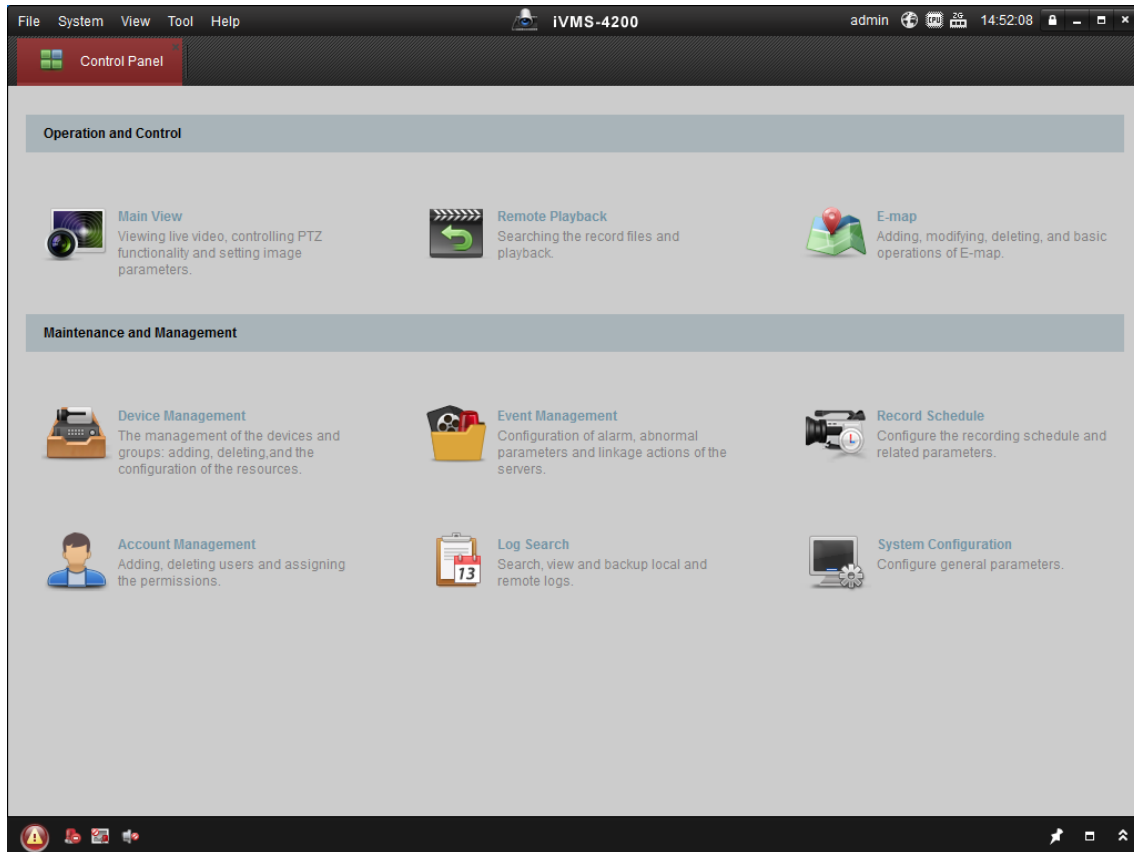 File System View Tool Help iVMS-4200 admin CPU 2G 14:52:08
Control Panel
Operation and Control
Main View
Viewing live video, controlling PTZ
functionality and setting image
parameters.
Remote Playback
Searching the record files and
playback.
E-map
Adding, modifying, deleting, and basic
operations of E-map.
Maintenance and Management
Device Management
The management of the devices and
groups: adding, deleting,and the
configuration of the resources.
Event Management
Configuration of alarm, abnormal
parameters and linkage actions of the
servers.
Record Schedule
Configure the recording schedule and
related parameters.
Account Management
Adding, deleting users and assigning
the permissions.
13
Log Search
Search, view and backup local and
remote logs.
System Configuration
Configure general parameters.